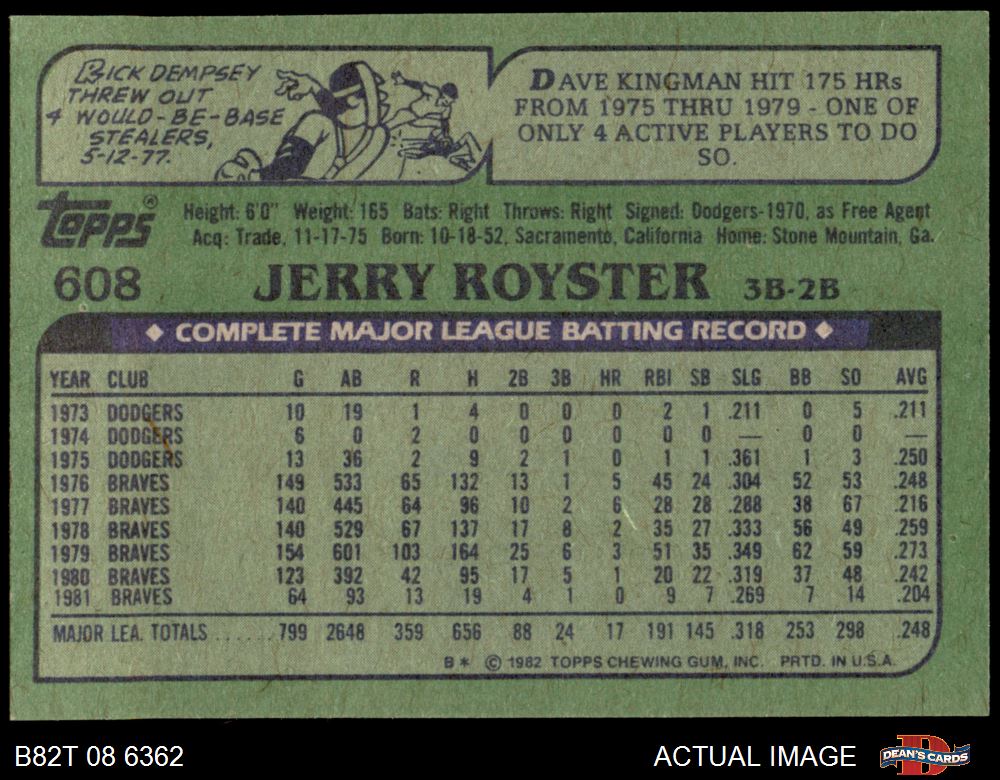 RICK DEMPSEY
THREW OUT
4 WOULD-BE-BASE
STEALERS,
5-12-77.
DAVE KINGMAN HIT 175 HRs
FROM 1975 THRU 1979 - ONE OF
ONLY 4 ACTIVE PLAYERS TO DO
SO.
TOPPS®
Height: 6'0" Weight: 165 Bats: Right Throws: Right Signed: Dodgers-1970, as Free Agent
Acq: Trade, 11-17-75 Born: 10-18-52, Sacramento, California Home: Stone Mountain, Ga.
608 JERRY ROYSTER 3B-2B
◆ COMPLETE MAJOR LEAGUE BATTING RECORD ◆
YEAR CLUB G AB R H 2B 3B HR RBI SB SLG BB SO AVG
1973 DODGERS 10 19 1 4 0 0 0 2 1 .211 0 5 .211
1974 DODGERS 6 0 2 0 0 0 0 0 0 — 0 0 —
1975 DODGERS 13 36 2 9 2 1 0 1 1 .361 1 3 .250
1976 BRAVES 149 533 65 132 13 1 5 45 24 .304 52 53 .248
1977 BRAVES 140 445 64 96 10 2 6 28 28 .288 38 67 .216
1978 BRAVES 140 529 67 137 17 8 2 35 27 .333 56 49 .259
1979 BRAVES 154 601 103 164 25 6 3 51 35 .349 62 59 .273
1980 BRAVES 123 392 42 95 17 5 1 20 22 .319 37 48 .242
1981 BRAVES 64 93 13 19 4 1 0 9 7 .269 7 14 .204
MAJOR LEA. TOTALS ...... 799 2648 359 656 88 24 17 191 145 .318 253 298 .248
B* © 1982 TOPPS CHEWING GUM, INC. PRTD. IN U.S.A.
B82T 08 6362 ACTUAL IMAGE DEAN'S CARDS